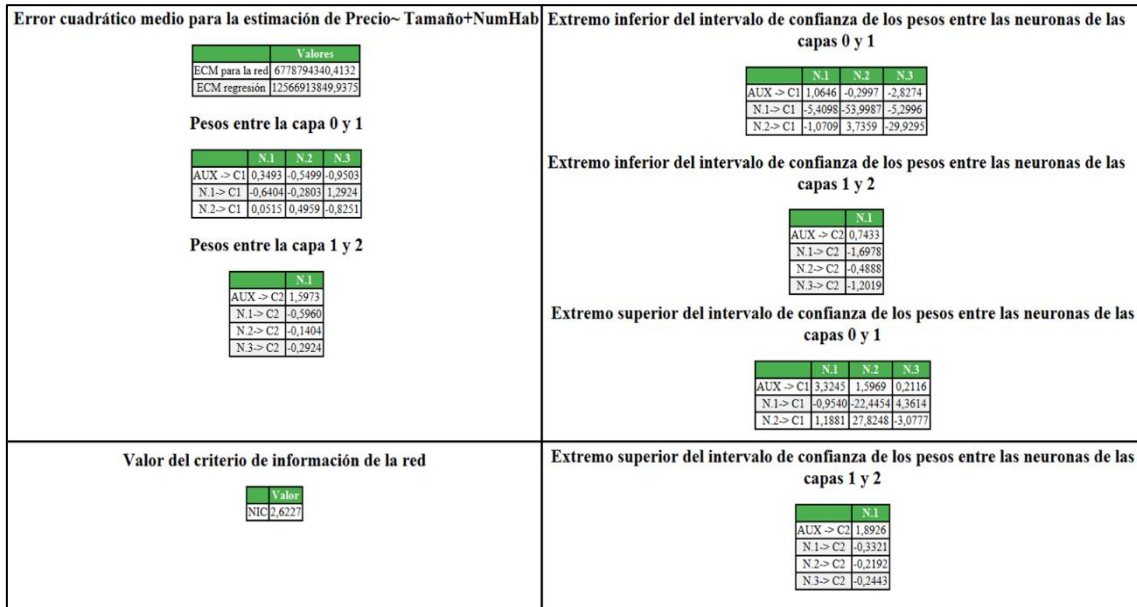 Error cuadrático medio para la estimación de Precio~ Tamaño+NumHab
Valores
ECM para la red 6778794340,4132
ECM regresión 12566913849,9375
Pesos entre la capa 0 y 1
N.1 N.2 N.3
AUX -> C1 0,3493 -0,5499 -0,9503
N.1-> C1 -0,6404 -0,2803 1,2924
N.2-> C1 0,0515 0,4959 -0,8251
Pesos entre la capa 1 y 2
N.1
AUX -> C2 1,5973
N.1-> C2 -0,5960
N.2-> C2 -0,1404
N.3-> C2 -0,2924
Extremo inferior del intervalo de confianza de los pesos entre las neuronas de las
capas 0 y 1
N.1 N.2 N.3
AUX -> C1 1,0646 -0,2997 -2,8274
N.1-> C1 -5,4098 -53,9987 -5,2996
N.2-> C1 -1,0709 3,7359 -29,9295
Extremo inferior del intervalo de confianza de los pesos entre las neuronas de las
capas 1 y 2
N.1
AUX -> C2 0,7433
N.1-> C2 -1,6978
N.2-> C2 -0,4888
N.3-> C2 -1,2019
Extremo superior del intervalo de confianza de los pesos entre las neuronas de las
capas 0 y 1
N.1 N.2 N.3
AUX -> C1 3,3245 1,5969 0,2116
N.1-> C1 -0,9540 -22,4454 4,3614
N.2-> C1 1,1881 27,8248 -3,0777
Valor del criterio de información de la red
Valor
NIC 2,6227
Extremo superior del intervalo de confianza de los pesos entre las neuronas de las
capas 1 y 2
N.1
AUX -> C2 1,8926
N.1-> C2 -0,3321
N.2-> C2 -0,2192
N.3-> C2 -0,2443